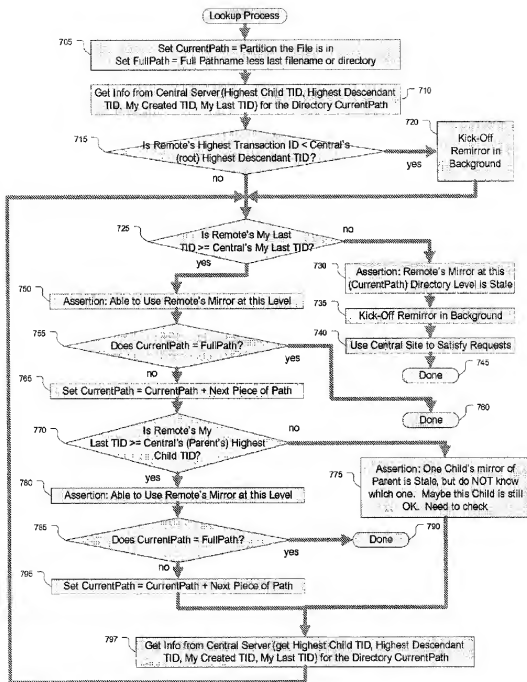 Lookup Process
705
Set CurrentPath = Partition the File is in
Set FullPath = Full Pathname less last filename or directory
Get Info from Central Server(Highest Child TID, Highest Descendant
TID, My Created TID, My Last TID) for the Directory CurrentPath
710
715
Is Remote's Highest Transaction ID < Central's
(root) Highest Descendant TID?
yes
no
720
Kick-Off
Remirror in
Background
725
Is Remote's My Last
TID >= Central's My Last TID?
no
yes
730
Assertion: Remote's Mirror at this
(CurrentPath) Directory Level is Stale
735
Kick-Off Remirror in Background
740
Use Central Site to Satisfy Requests
Done
745
750
Assertion: Able to Use Remote's Mirror at this Level
755
Does CurrentPath = FullPath?
yes
no
Done
760
765
Set CurrentPath = CurrentPath + Next Piece of Path
770
Is Remote's My
Last TID >= Central's (Parent's) Highest
Child TID?
no
yes
775
Assertion: One Child's mirror of
Parent is Stale, but do NOT know
which one. Maybe this Child is still
OK. Need to check
780
Assertion: Able to Use Remote's Mirror at this Level
785
Does CurrentPath = FullPath?
yes
no
Done
790
795
Set CurrentPath = CurrentPath + Next Piece of Path
797
Get Info from Central Server(get Highest Child TID, Highest Descendant
TID, My Created TID, My Last TID) for the Directory CurrentPath